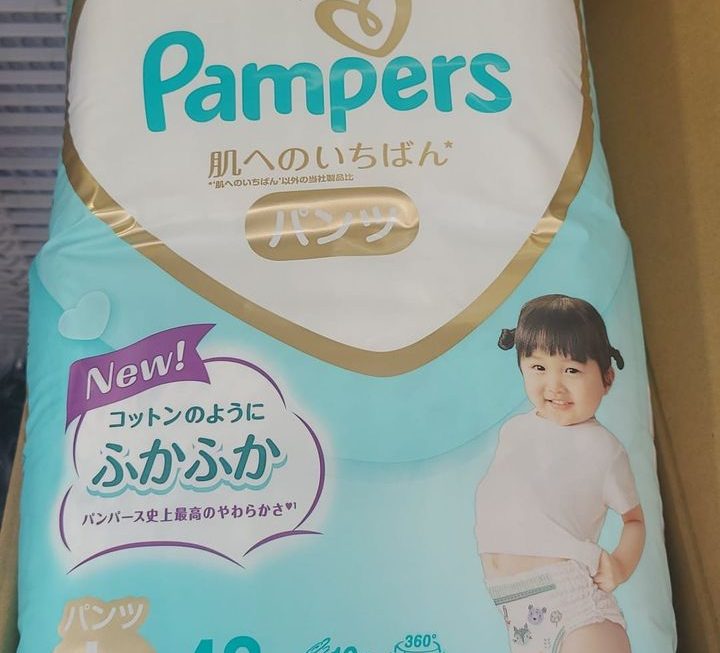 Pampers
肌へのいちばん*
*"肌へのいちばん"以外の当社製品比
パンツ
New!
コットンのように
ふかふか
パンパース史上最高のやわらかさ♥1
パンツ
360°